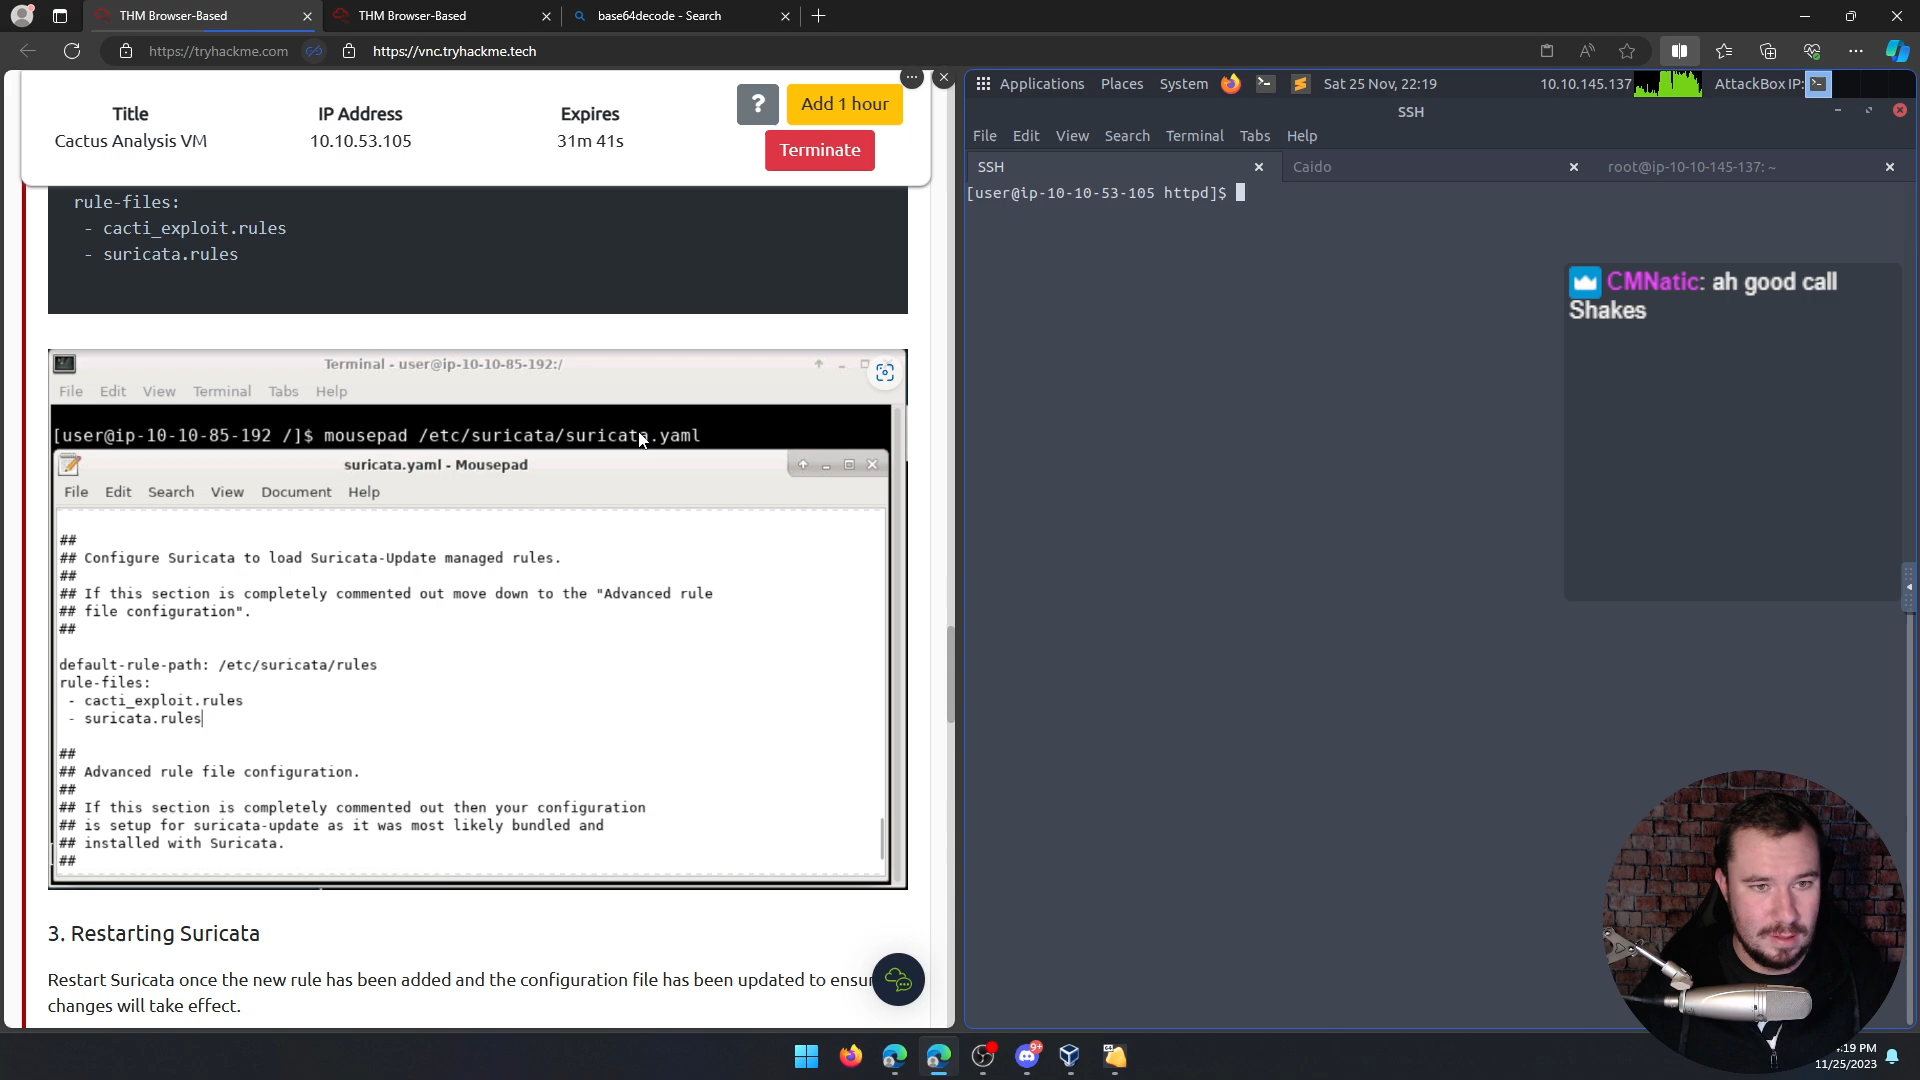 THM Browser-Based
THM Browser-Based
base64decode - Search
https://tryhackme.com
https://vnc.tryhackme.tech
Title
IP Address
Expires
?
Add 1 hour
Cactus Analysis VM
10.10.53.105
31m 41s
Terminate
rule-files:
- cacti_exploit.rules
- suricata.rules
Terminal - user@ip-10-10-85-192:/
File Edit View Terminal Tabs Help
[user@ip-10-10-85-192 /]$ mousepad /etc/suricata/suricata.yaml
suricata.yaml - Mousepad
File Edit Search View Document Help
##
## Configure Suricata to load Suricata-Update managed rules.
##
## If this section is completely commented out move down to the "Advanced rule
## file configuration".
##
default-rule-path: /etc/suricata/rules
rule-files:
- cacti_exploit.rules
- suricata.rules
##
## Advanced rule file configuration.
##
## If this section is completely commented out then your configuration
## is setup for suricata-update as it was most likely bundled and
## installed with Suricata.
##
3. Restarting Suricata
Restart Suricata once the new rule has been added and the configuration file has been updated to
changes will take effect.
Applications Places System Sat 25 Nov, 22:19 10.10.145.137 AttackBox IP:
SSH
File Edit View Search Terminal Tabs Help
SSH
Caido
root@ip-10-10-145-137: ~
[user@ip-10-10-53-105 httpd]$
CMNatic: ah good call
Shakes
9+
:19 PM
11/25/2023